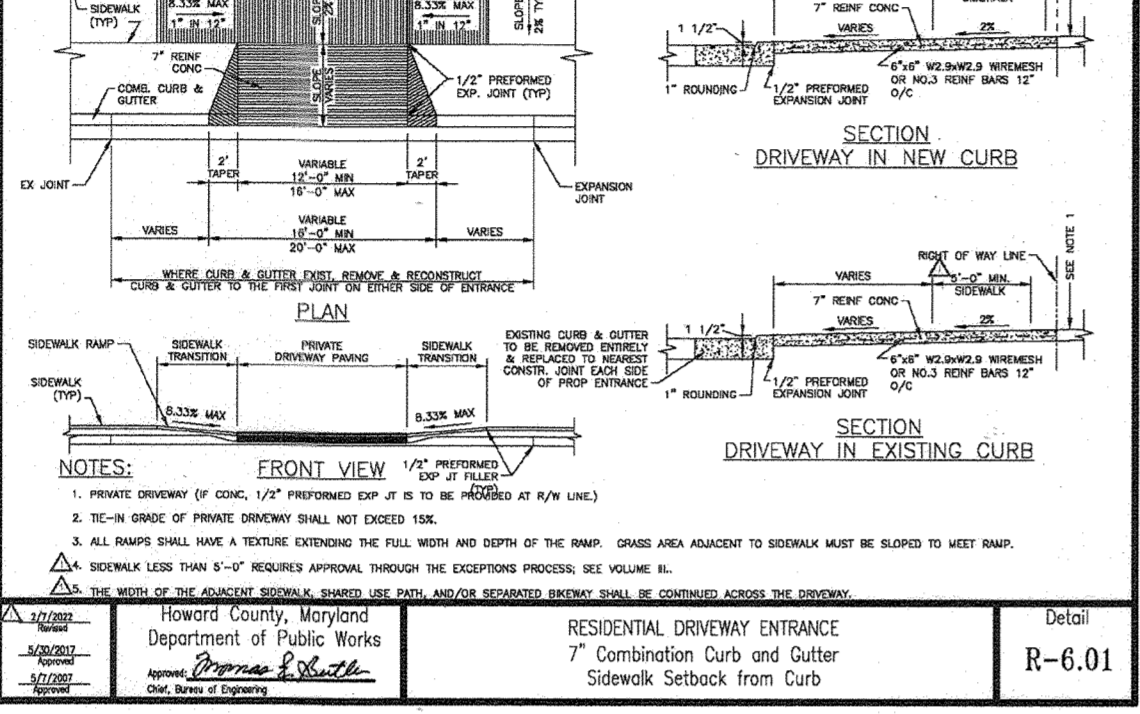 SIDEWALK
(TYP)
8.33% MAX
1" IN 12"
SLOPE
2%
8.33% MAX
1" IN 12"
SLOPE
2% TY
7" REINF
CONC
SLOPE
VARIES
1/2" PREFORMED
EXP. JOINT (TYP)
COMB. CURB &
GUTTER
EX JOINT
2'
TAPER
VARIABLE
12'-0" MIN
16'-0" MAX
2'
TAPER
EXPANSION
JOINT
VARIES
VARIABLE
16'-0" MIN
20'-0" MAX
VARIES
WHERE CURB & GUTTER EXIST, REMOVE & RECONSTRUCT
CURB & GUTTER TO THE FIRST JOINT ON EITHER SIDE OF ENTRANCE
PLAN
7" REINF CONC
1 1/2"
VARIES
2%
1" ROUNDING
1/2" PREFORMED
EXPANSION JOINT
6"x6" W2.9xW2.9 WIREMESH
OR NO.3 REINF BARS 12"
O/C
SECTION
DRIVEWAY IN NEW CURB
SIDEWALK RAMP
SIDEWALK
TRANSITION
PRIVATE
DRIVEWAY PAVING
SIDEWALK
TRANSITION
SIDEWALK
(TYP)
8.33% MAX
8.33% MAX
FRONT VIEW
1/2" PREFORMED
EXP JT FILLER
(TYP)
EXISTING CURB & GUTTER
TO BE REMOVED ENTIRELY
& REPLACED TO NEAREST
CONSTR. JOINT EACH SIDE
OF PROP ENTRANCE
RIGHT OF WAY LINE
SEE NOTE 1
VARIES
5'-0" MIN.
SIDEWALK
7" REINF CONC
1 1/2"
VARIES
2%
1" ROUNDING
1/2" PREFORMED
EXPANSION JOINT
6"x6" W2.9xW2.9 WIREMESH
OR NO.3 REINF BARS 12"
O/C
SECTION
DRIVEWAY IN EXISTING CURB
NOTES:
1. PRIVATE DRIVEWAY (IF CONC, 1/2" PREFORMED EXP JT IS TO BE PROVIDED AT R/W LINE.)
2. TIE-IN GRADE OF PRIVATE DRIVEWAY SHALL NOT EXCEED 15%.
3. ALL RAMPS SHALL HAVE A TEXTURE EXTENDING THE FULL WIDTH AND DEPTH OF THE RAMP. GRASS AREA ADJACENT TO SIDEWALK MUST BE SLOPED TO MEET RAMP.
4. SIDEWALK LESS THAN 5'-0" REQUIRES APPROVAL THROUGH THE EXCEPTIONS PROCESS; SEE VOLUME III..
5. THE WIDTH OF THE ADJACENT SIDEWALK, SHARED USE PATH, AND/OR SEPARATED BIKEWAY SHALL BE CONTINUED ACROSS THE DRIVEWAY.
2/7/2022
Revised
5/30/2017
Approved
5/7/2007
Approved
Howard County, Maryland
Department of Public Works
Approved: Thomas E. Butler
Chief, Bureau of Engineering
RESIDENTIAL DRIVEWAY ENTRANCE
7" Combination Curb and Gutter
Sidewalk Setback from Curb
Detail
R-6.01